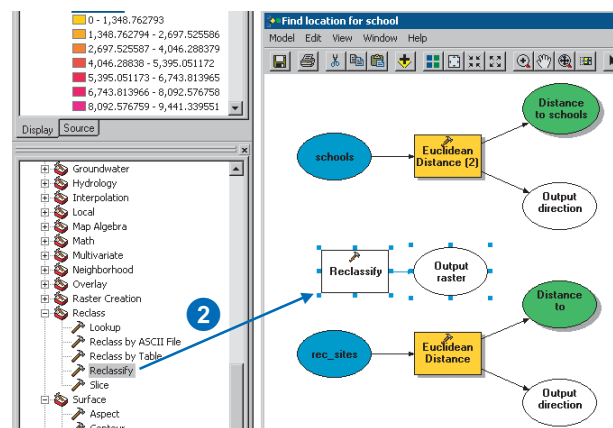 0 - 1,348.762793
1,348.762794 - 2,697.525586
2,697.525587 - 4,046.288379
4,046.28838 - 5,395.051172
5,395.051173 - 6,743.813965
6,743.813966 - 8,092.576758
8,092.576759 - 9,441.339551
Display Source
Groundwater
Hydrology
Interpolation
Local
Map Algebra
Math
Multivariate
Neighborhood
Overlay
Raster Creation
Reclass
Lookup
Reclass by ASCII File
Reclass by Table
Reclassify
Slice
Surface
Aspect
Contour
2
Find location for school
Model Edit View Window Help
schools
Euclidean
Distance (2)
Distance
to schools
Output
direction
Reclassify
Output
raster
rec_sites
Euclidean
Distance
Distance
to
Output
direction